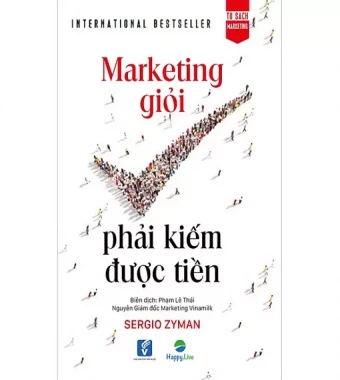 INTERNATIONAL BESTSELLER
TỦ SÁCH
MARKETING
Marketing
giỏi
phải kiếm
được tiền
Biên dịch: Phạm Lê Thái
Nguyên Giám đốc Marketing Vinamilk
SERGIO ZYMAN
Happy.Live